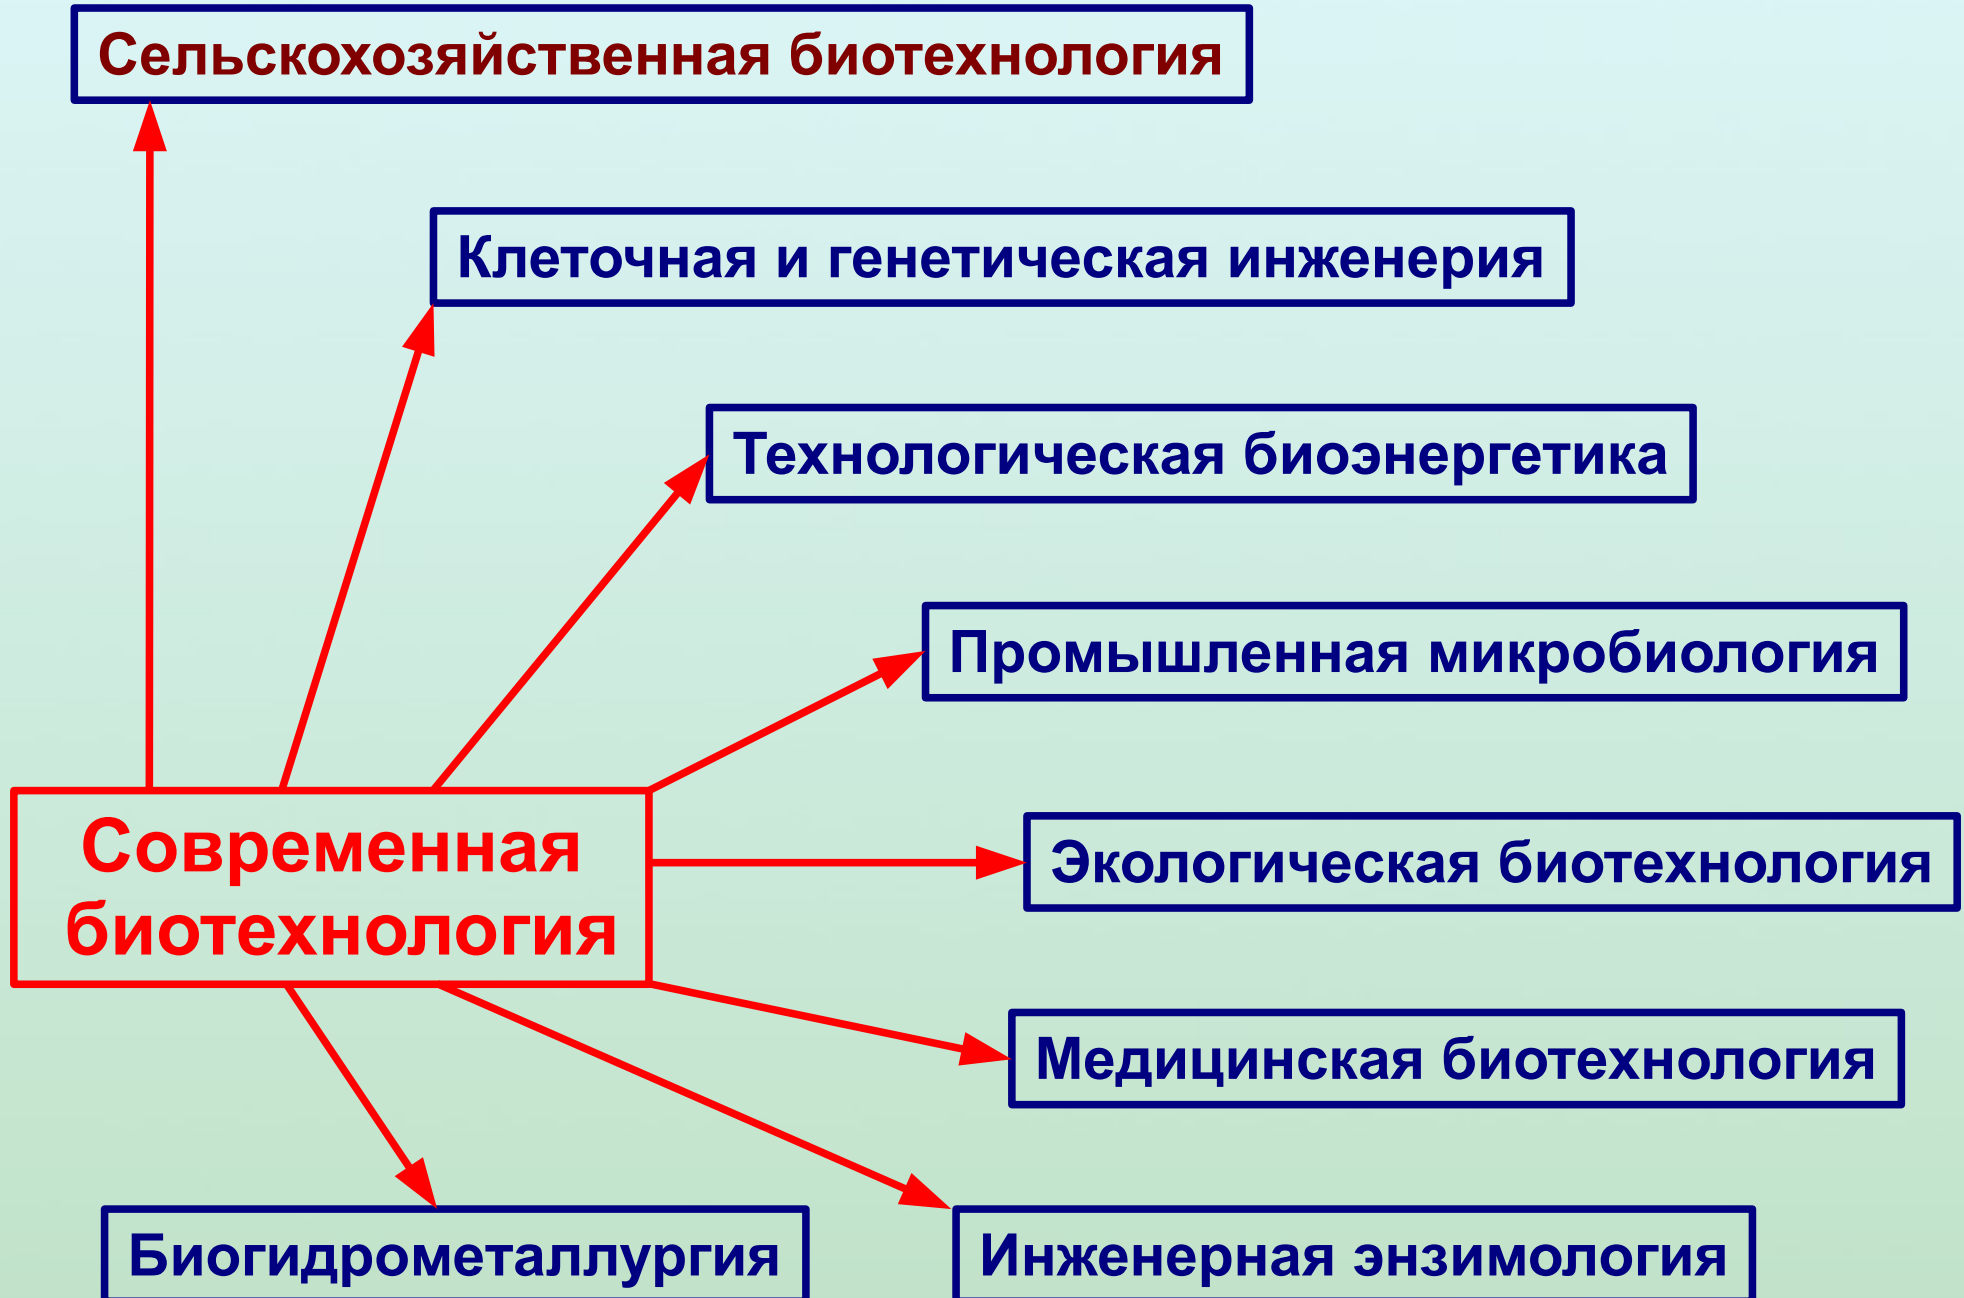 Сельскохозяйственная биотехнология
Клеточная и генетическая инженерия
Технологическая биоэнергетика
Промышленная микробиология
Современная
биотехнология
Экологическая биотехнология
Медицинская биотехнология
Биогидрометаллургия
Инженерная энзимология